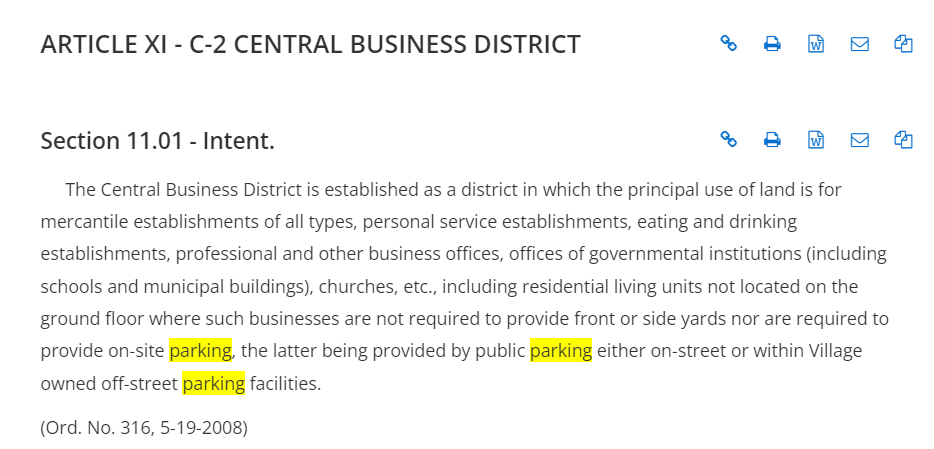 ARTICLE XI - C-2 CENTRAL BUSINESS DISTRICT
Section 11.01 - Intent.
The Central Business District is established as a district in which the principal use of land is for
mercantile establishments of all types, personal service establishments, eating and drinking
establishments, professional and other business offices, offices of governmental institutions (including
schools and municipal buildings), churches, etc., including residential living units not located on the
ground floor where such businesses are not required to provide front or side yards nor are required to
provide on-site parking, the latter being provided by public parking either on-street or within Village
owned off-street parking facilities.
(Ord. No. 316, 5-19-2008)